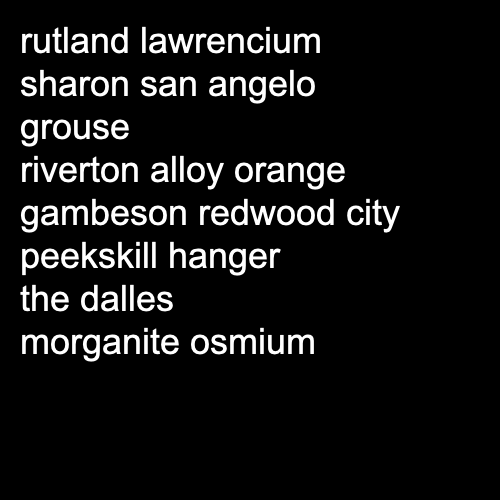 rutland lawrencium
sharon san angelo
grouse
riverton alloy orange
gambeson redwood city
peekskill hanger
the dalles
morganite osmium